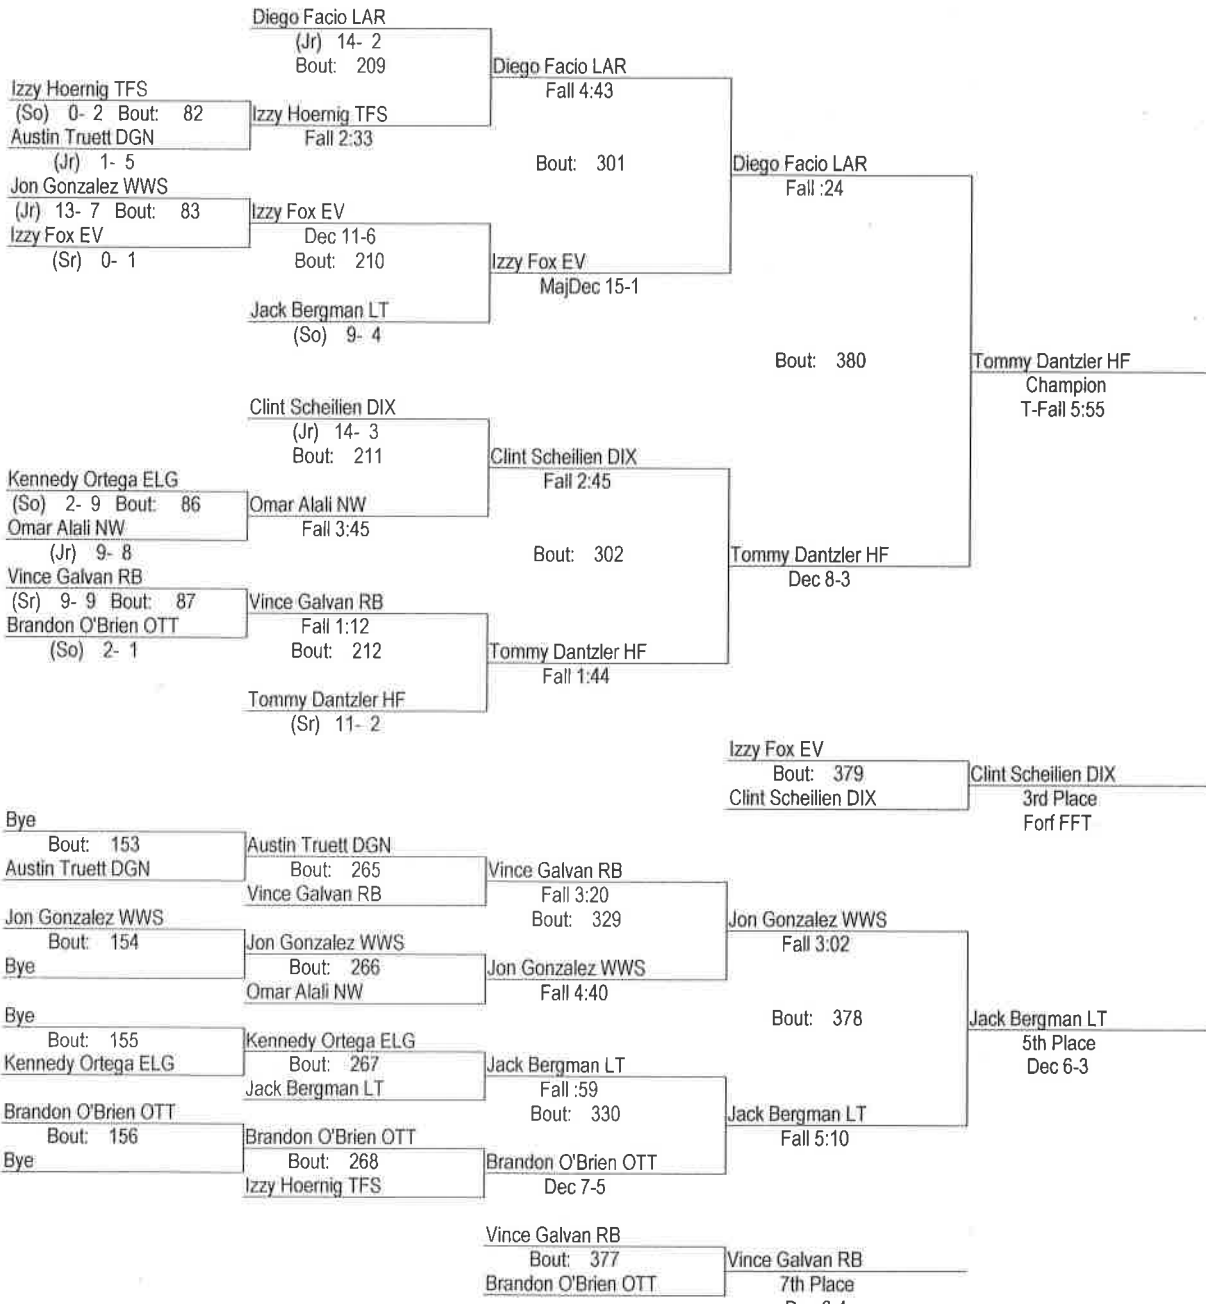 Diego Facio LAR
(Jr) 14- 2
Bout: 209
Diego Facio LAR
Fall 4:43
Izzy Hoernig TFS
(So) 0- 2 Bout: 82
Izzy Hoernig TFS
Fall 2:33
Austin Truett DGN
(Jr) 1- 5
Bout: 301
Diego Facio LAR
Fall :24
Jon Gonzalez WWS
(Jr) 13- 7 Bout: 83
Izzy Fox EV
Dec 11-6
Izzy Fox EV
(Sr) 0- 1
Bout: 210
Izzy Fox EV
MajDec 15-1
Jack Bergman LT
(So) 9- 4
Bout: 380
Tommy Dantzler HF
Champion
T-Fall 5:55
Clint Scheilien DIX
(Jr) 14- 3
Bout: 211
Clint Scheilien DIX
Fall 2:45
Kennedy Ortega ELG
(So) 2- 9 Bout: 86
Omar Alali NW
Fall 3:45
Omar Alali NW
(Jr) 9- 8
Bout: 302
Tommy Dantzler HF
Dec 8-3
Vince Galvan RB
(Sr) 9- 9 Bout: 87
Vince Galvan RB
Fall 1:12
Brandon O'Brien OTT
(So) 2- 1
Bout: 212
Tommy Dantzler HF
Fall 1:44
Tommy Dantzler HF
(Sr) 11- 2
Izzy Fox EV
Bout: 379
Clint Scheilien DIX
Clint Scheilien DIX
3rd Place
Forf FFT
Bye
Bout: 153
Austin Truett DGN
Austin Truett DGN
Bout: 265
Vince Galvan RB
Vince Galvan RB
Fall 3:20
Bout: 329
Jon Gonzalez WWS
Bout: 154
Bye
Jon Gonzalez WWS
Bout: 266
Omar Alali NW
Jon Gonzalez WWS
Fall 4:40
Jon Gonzalez WWS
Fall 3:02
Bout: 378
Jack Bergman LT
5th Place
Dec 6-3
Bye
Bout: 155
Kennedy Ortega ELG
Kennedy Ortega ELG
Bout: 267
Jack Bergman LT
Jack Bergman LT
Fall :59
Bout: 330
Jack Bergman LT
Fall 5:10
Brandon O'Brien OTT
Bout: 156
Bye
Brandon O'Brien OTT
Bout: 268
Izzy Hoernig TFS
Brandon O'Brien OTT
Dec 7-5
Vince Galvan RB
Bout: 377
Brandon O'Brien OTT
Vince Galvan RB
7th Place